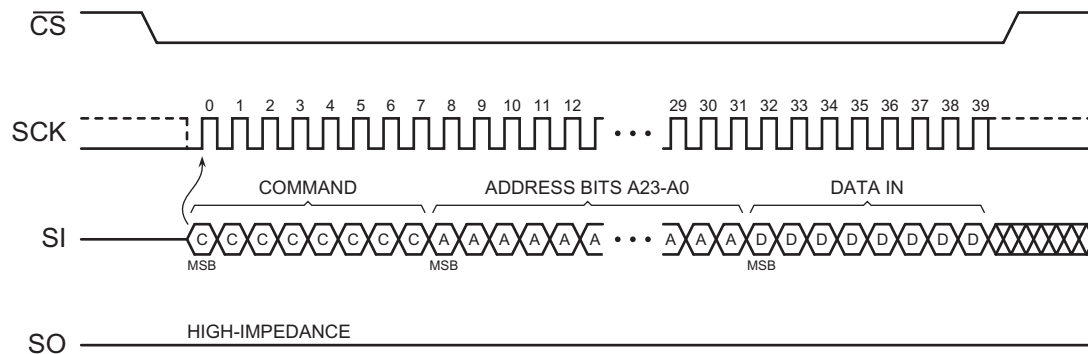 CS
0 1 2 3 4 5 6 7 8 9 10 11 12 29 30 31 32 33 34 35 36 37 38 39
SCK
COMMAND ADDRESS BITS A23-A0 DATA IN
SI C C C C C C C C A A A A A A A A A D D D D D D D D
MSB MSB MSB
HIGH-IMPEDANCE
SO